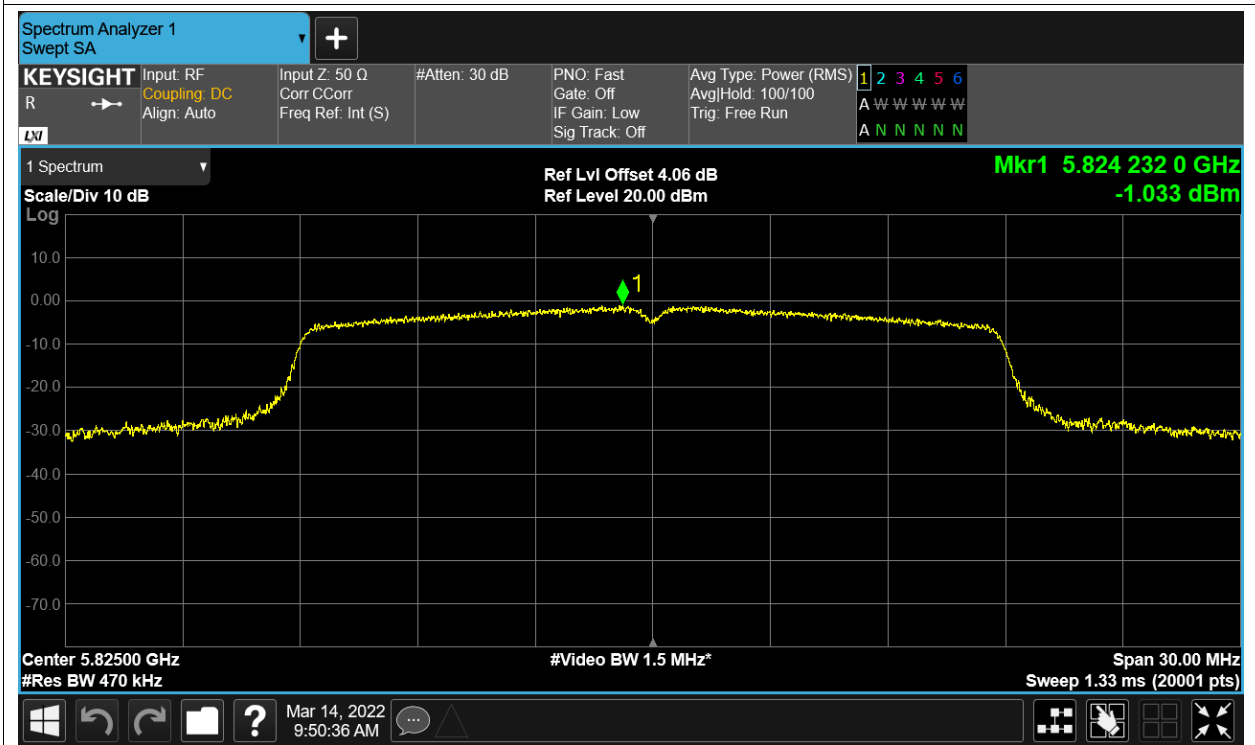 Spectrum Analyzer 1
Swept SA
KEYSIGHT
R
LXI
Input: RF
Coupling: DC
Align: Auto
Input Z: 50 Ω
Corr CCorr
Freq Ref: Int (S)
#Atten: 30 dB
PNO: Fast
Gate: Off
IF Gain: Low
Sig Track: Off
Avg Type: Power (RMS)
Avg|Hold: 100/100
Trig: Free Run
1 2 3 4 5 6
A W W W W W
A N N N N N
1 Spectrum
Scale/Div 10 dB
Log
Ref Lvl Offset 4.06 dB
Ref Level 20.00 dBm
Mkr1 5.824 232 0 GHz
-1.033 dBm
1
10.0
0.00
-10.0
-20.0
-30.0
-40.0
-50.0
-60.0
-70.0
Center 5.82500 GHz
#Res BW 470 kHz
#Video BW 1.5 MHz*
Span 30.00 MHz
Sweep 1.33 ms (20001 pts)
?
Mar 14, 2022
9:50:36 AM